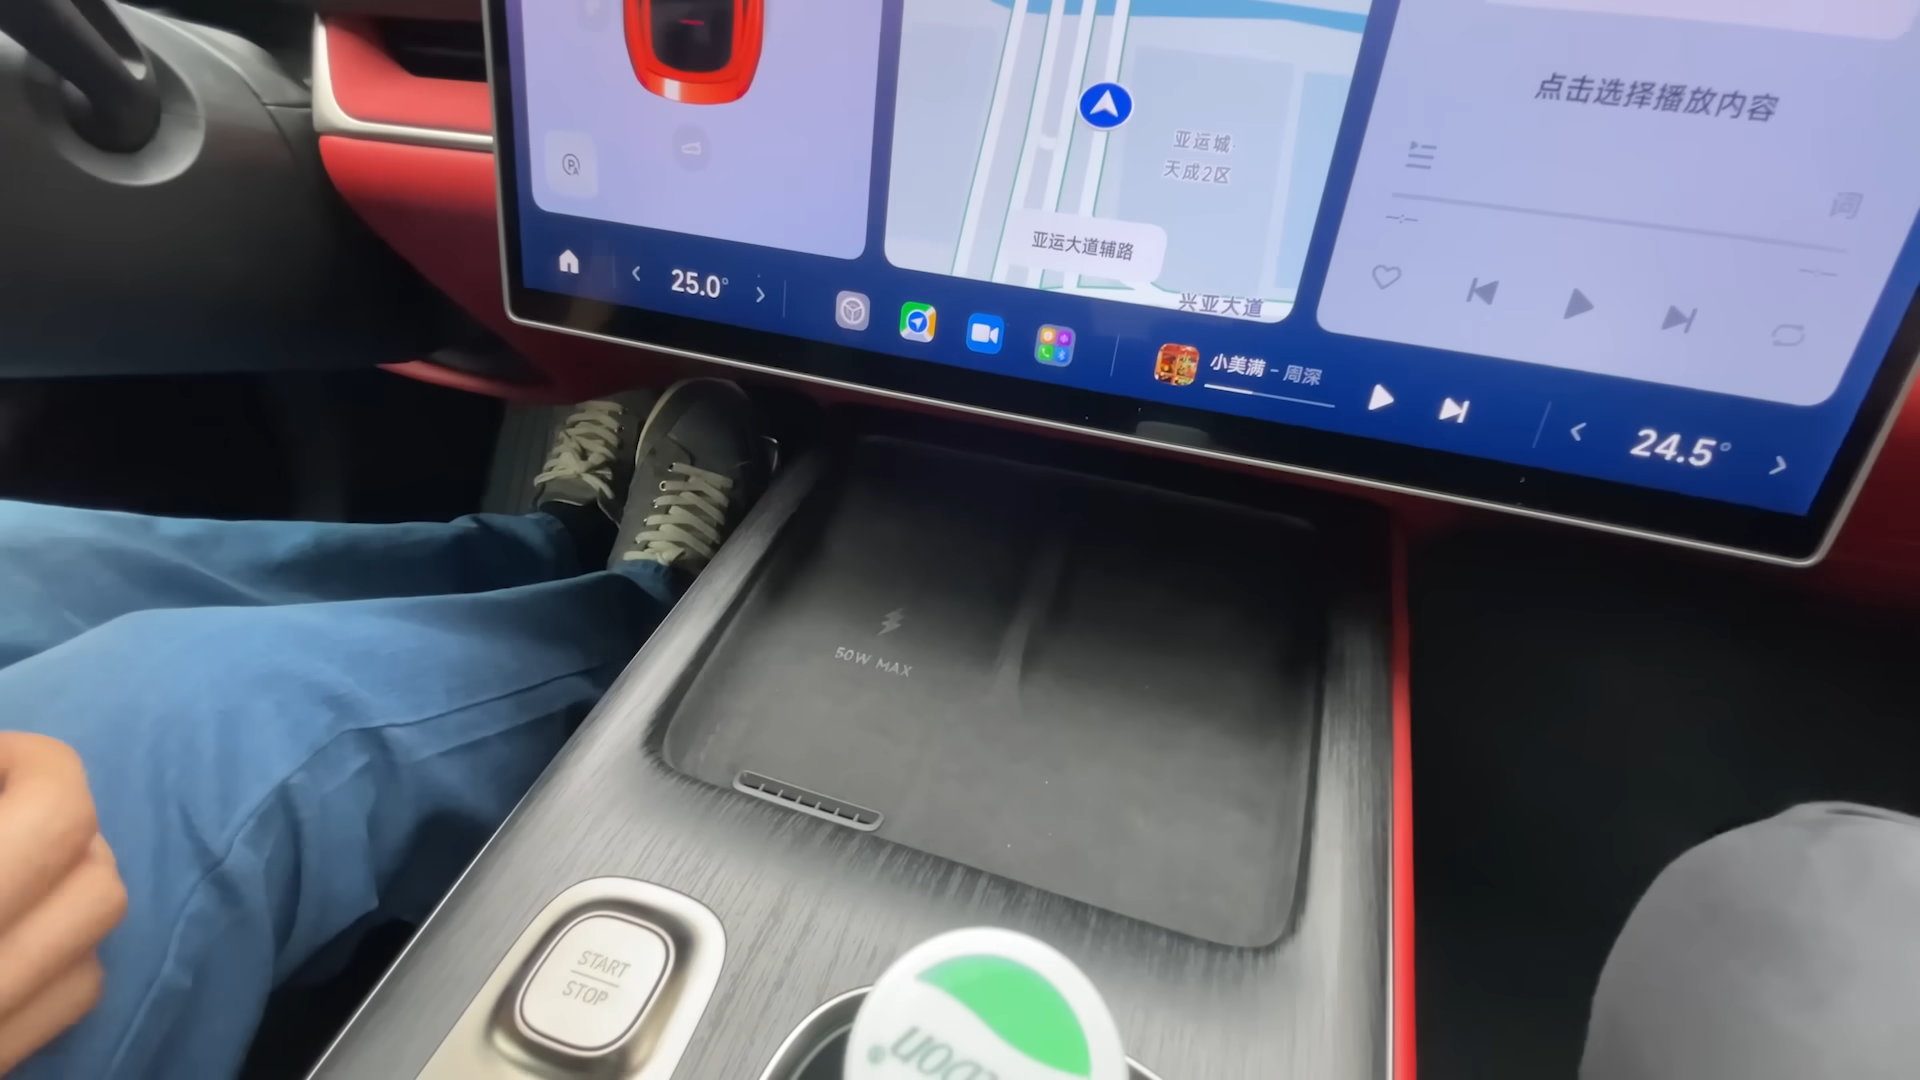 点击选择播放内容
亚运城·
天成2区
词
亚运大道辅路
兴亚大道
25.0°
小美满 - 周深
24.5°
50W MAX
START
STOP